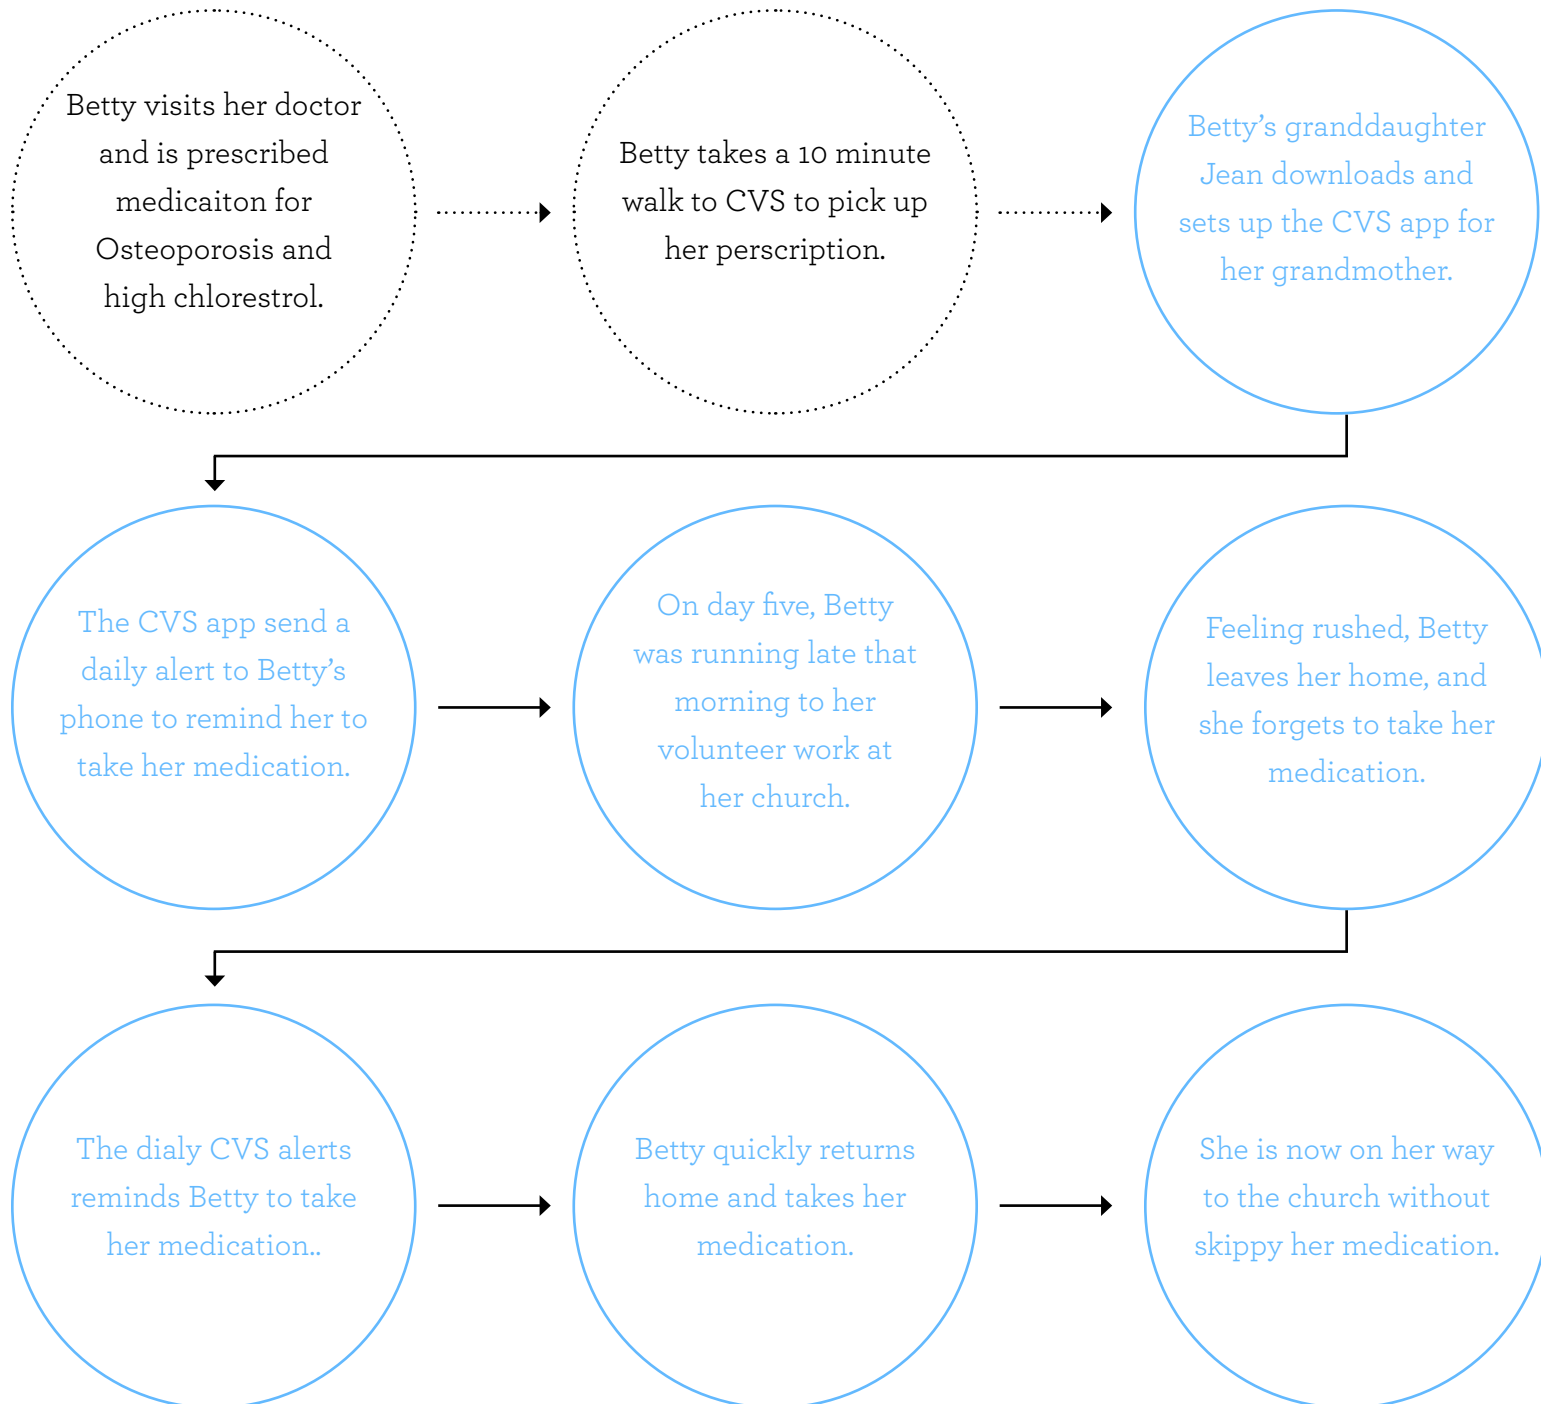 Betty visits her doctor
and is prescribed
medicaiton for
Osteoporosis and
high chlorestrol.
Betty takes a 10 minute
walk to CVS to pick up
her perscription.
Betty's granddaughter
Jean downloads and
sets up the CVS app for
her grandmother.
The CVS app send a
daily alert to Betty's
phone to remind her to
take her medication.
On day five, Betty
was running late that
morning to her
volunteer work at
her church.
Feeling rushed, Betty
leaves her home, and
she forgets to take her
medication.
The dialy CVS alerts
reminds Betty to take
her medication..
Betty quickly returns
home and takes her
medication.
She is now on her way
to the church without
skippy her medication.